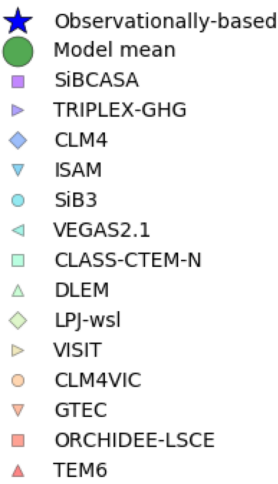 Observationally-based
Model mean
SiBCASA
TRIPLEX-GHG
CLM4
ISAM
SiB3
VEGAS2.1
CLASS-CTEM-N
DLEM
LPJ-wsl
VISIT
CLM4VIC
GTEC
ORCHIDEE-LSCE
TEM6